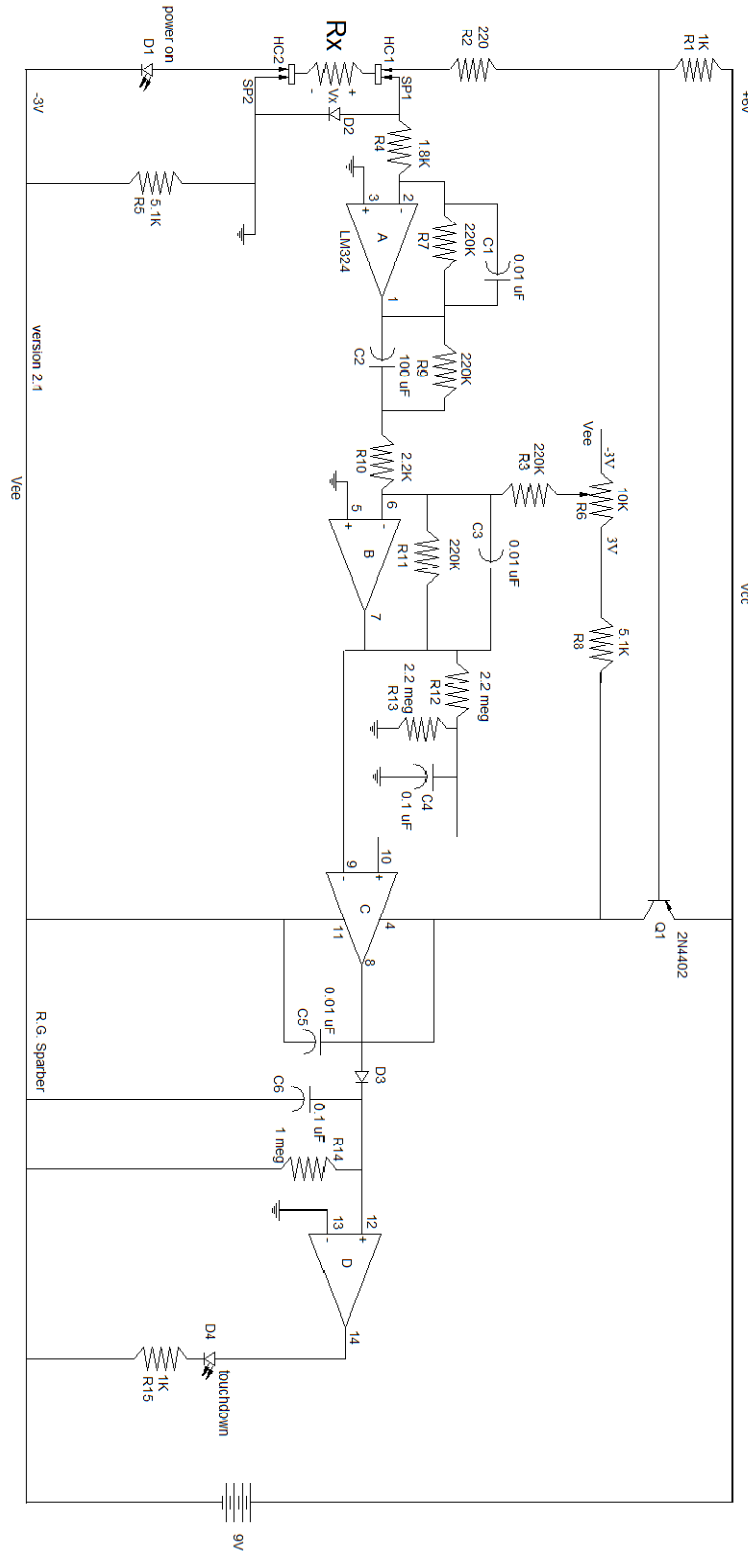 +6v
Vcc
1K
R1
2N4402
Q1
220
R2
Vee
-3V
10K
R6
3V
5.1K
R8
220K
R3
HC1
SP1
Rx
+
Vx
-
HC2
SP2
D2
1.8K
R4
0.01 uF
C1
220K
R7
220K
R9
2
-
3
+
A
1
LM324
100 uF
C2
2.2K
R10
0.01 uF
C3
220K
R11
6
-
5
+
B
7
2.2 meg
R12
2.2 meg
R13
C4
0.1 uF
10
+
9
-
C
4
11
8
0.01 uF
C5
D3
C6
0.1 uF
R14
1 meg
12
+
13
-
D
14
power on
D1
-3V
5.1K
R5
D4
touchdown
1K
R15
9V
version 2.1
R.G. Sparber
Vee